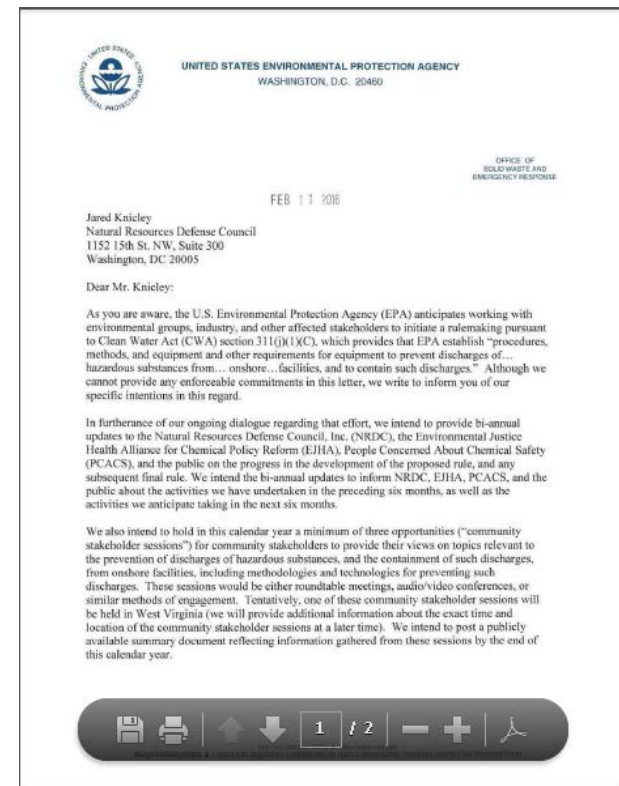 UNITED STATES
ENVIRONMENTAL PROTECTION AGENCY
UNITED STATES ENVIRONMENTAL PROTECTION AGENCY
WASHINGTON, D.C. 20460
OFFICE OF
SOLID WASTE AND
EMERGENCY RESPONSE
FEB 11 2016
Jared Knicley
Natural Resources Defense Council
1152 15th St. NW, Suite 300
Washington, DC 20005
Dear Mr. Knicley:
As you are aware, the U.S. Environmental Protection Agency (EPA) anticipates working with
environmental groups, industry, and other affected stakeholders to initiate a rulemaking pursuant
to Clean Water Act (CWA) section 311(j)(1)(C), which provides that EPA establish “procedures,
methods, and equipment and other requirements for equipment to prevent discharges of…
hazardous substances from… onshore…facilities, and to contain such discharges.” Although we
cannot provide any enforceable commitments in this letter, we write to inform you of our
specific intentions in this regard.
In furtherance of our ongoing dialogue regarding that effort, we intend to provide bi-annual
updates to the Natural Resources Defense Council, Inc. (NRDC), the Environmental Justice
Health Alliance for Chemical Policy Reform (EJHA), People Concerned About Chemical Safety
(PCACS), and the public on the progress in the development of the proposed rule, and any
subsequent final rule. We intend the bi-annual updates to inform NRDC, EJHA, PCACS, and the
public about the activities we have undertaken in the preceding six months, as well as the
activities we anticipate taking in the next six months.
We also intend to hold in this calendar year a minimum of three opportunities (“community
stakeholder sessions”) for community stakeholders to provide their views on topics relevant to
the prevention of discharges of hazardous substances, and the containment of such discharges,
from onshore facilities, including methodologies and technologies for preventing such
discharges. These sessions would be either roundtable meetings, audio/video conferences, or
similar methods of engagement. Tentatively, one of these community stakeholder sessions will
be held in West Virginia (we will provide additional information about the exact time and
location of the community stakeholder sessions at a later time). We intend to post a publicly
available summary document reflecting information gathered from these sessions by the end of
this calendar year.
1 / 2